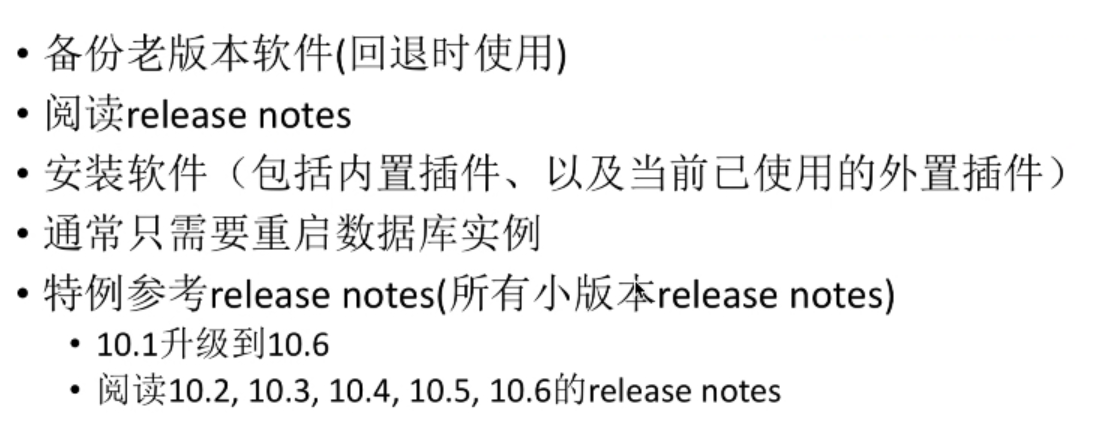 • 备份老版本软件(回退时使用)
• 阅读release notes
• 安装软件（包括内置插件、以及当前已使用的外置插件）
• 通常只需要重启数据库实例
• 特例参考release notes(所有小版本release notes)
• 10.1升级到10.6
• 阅读10.2, 10.3, 10.4, 10.5, 10.6的release notes